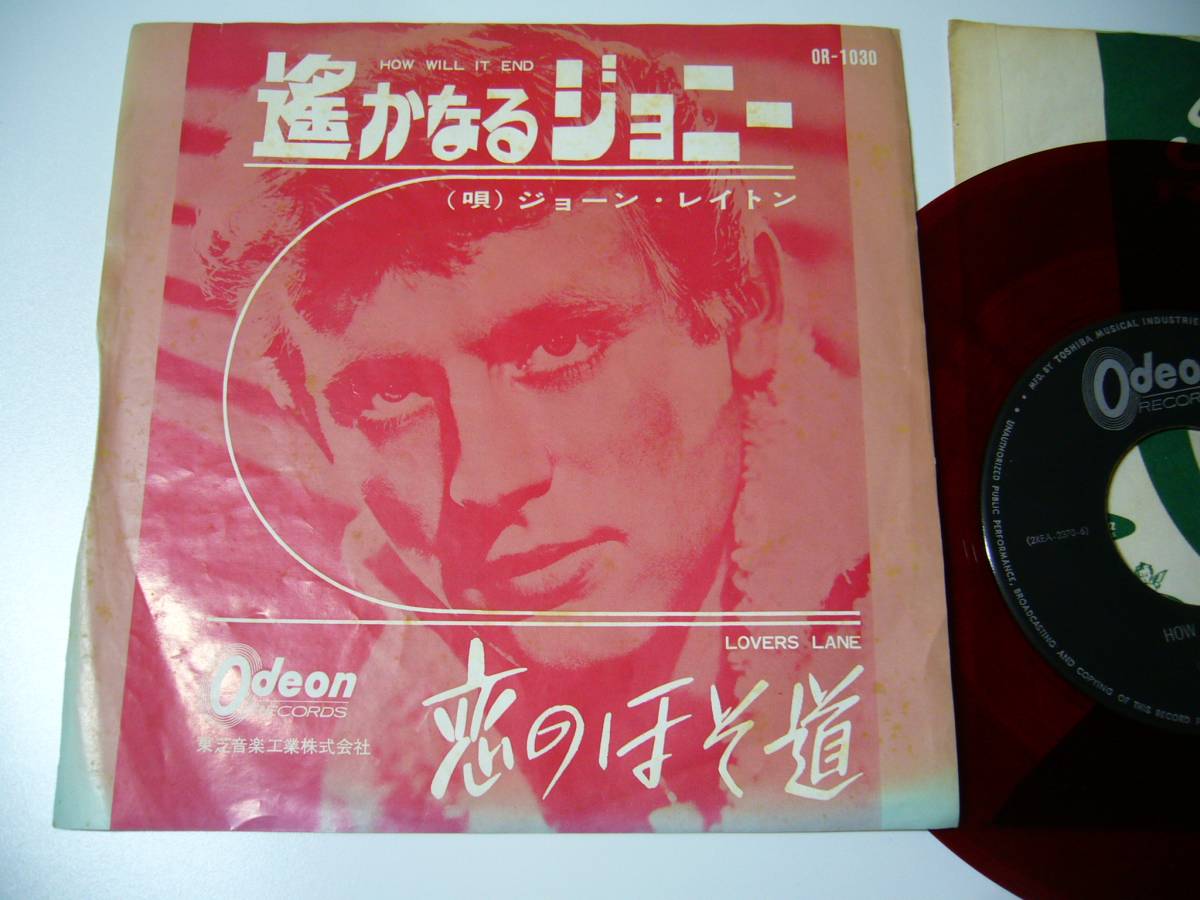 HOW WILL IT END
OR-1030
遙かなるジョニー
(唄)ジョーン・レイトン
LOVERS LANE
恋のほそ道
Odeon
RECORDS
東芝音楽工業株式会社
MFD. BY TOSHIBA MUSICAL INDUSTRIE
Odeon
RECOR
UNAUTHORIZED PUBLIC PERFORMANCE, BROADCASTING AND COPYING OF THIS RECORD
HOW